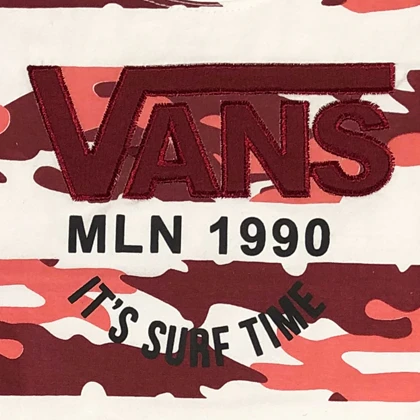 VANS
MLN 1990
IT'S SURF TIME